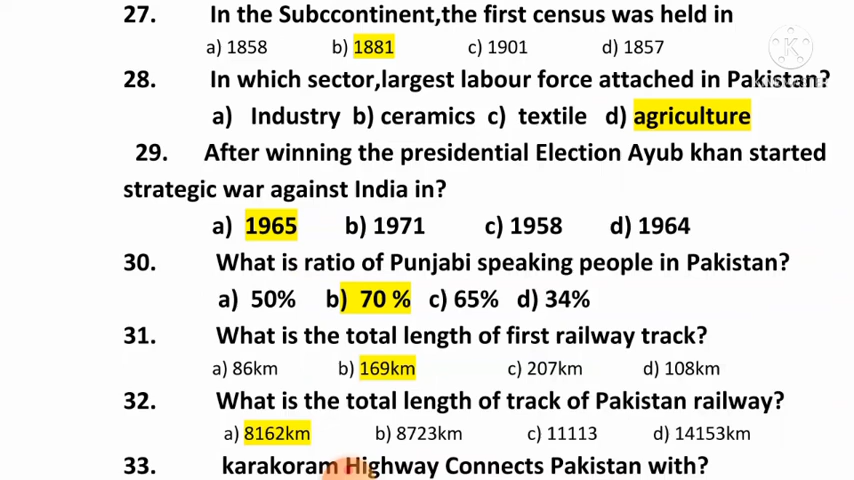 27. In the Subccontinent,the first census was held in
a) 1858 b) 1881 c) 1901 d) 1857
28. In which sector,largest labour force attached in Pakistan?
a) Industry b) ceramics c) textile d) agriculture
29. After winning the presidential Election Ayub khan started
strategic war against India in?
a) 1965 b) 1971 c) 1958 d) 1964
30. What is ratio of Punjabi speaking people in Pakistan?
a) 50% b) 70 % c) 65% d) 34%
31. What is the total length of first railway track?
a) 86km b) 169km c) 207km d) 108km
32. What is the total length of track of Pakistan railway?
a) 8162km b) 8723km c) 11113 d) 14153km
33. karakoram Highway Connects Pakistan with?